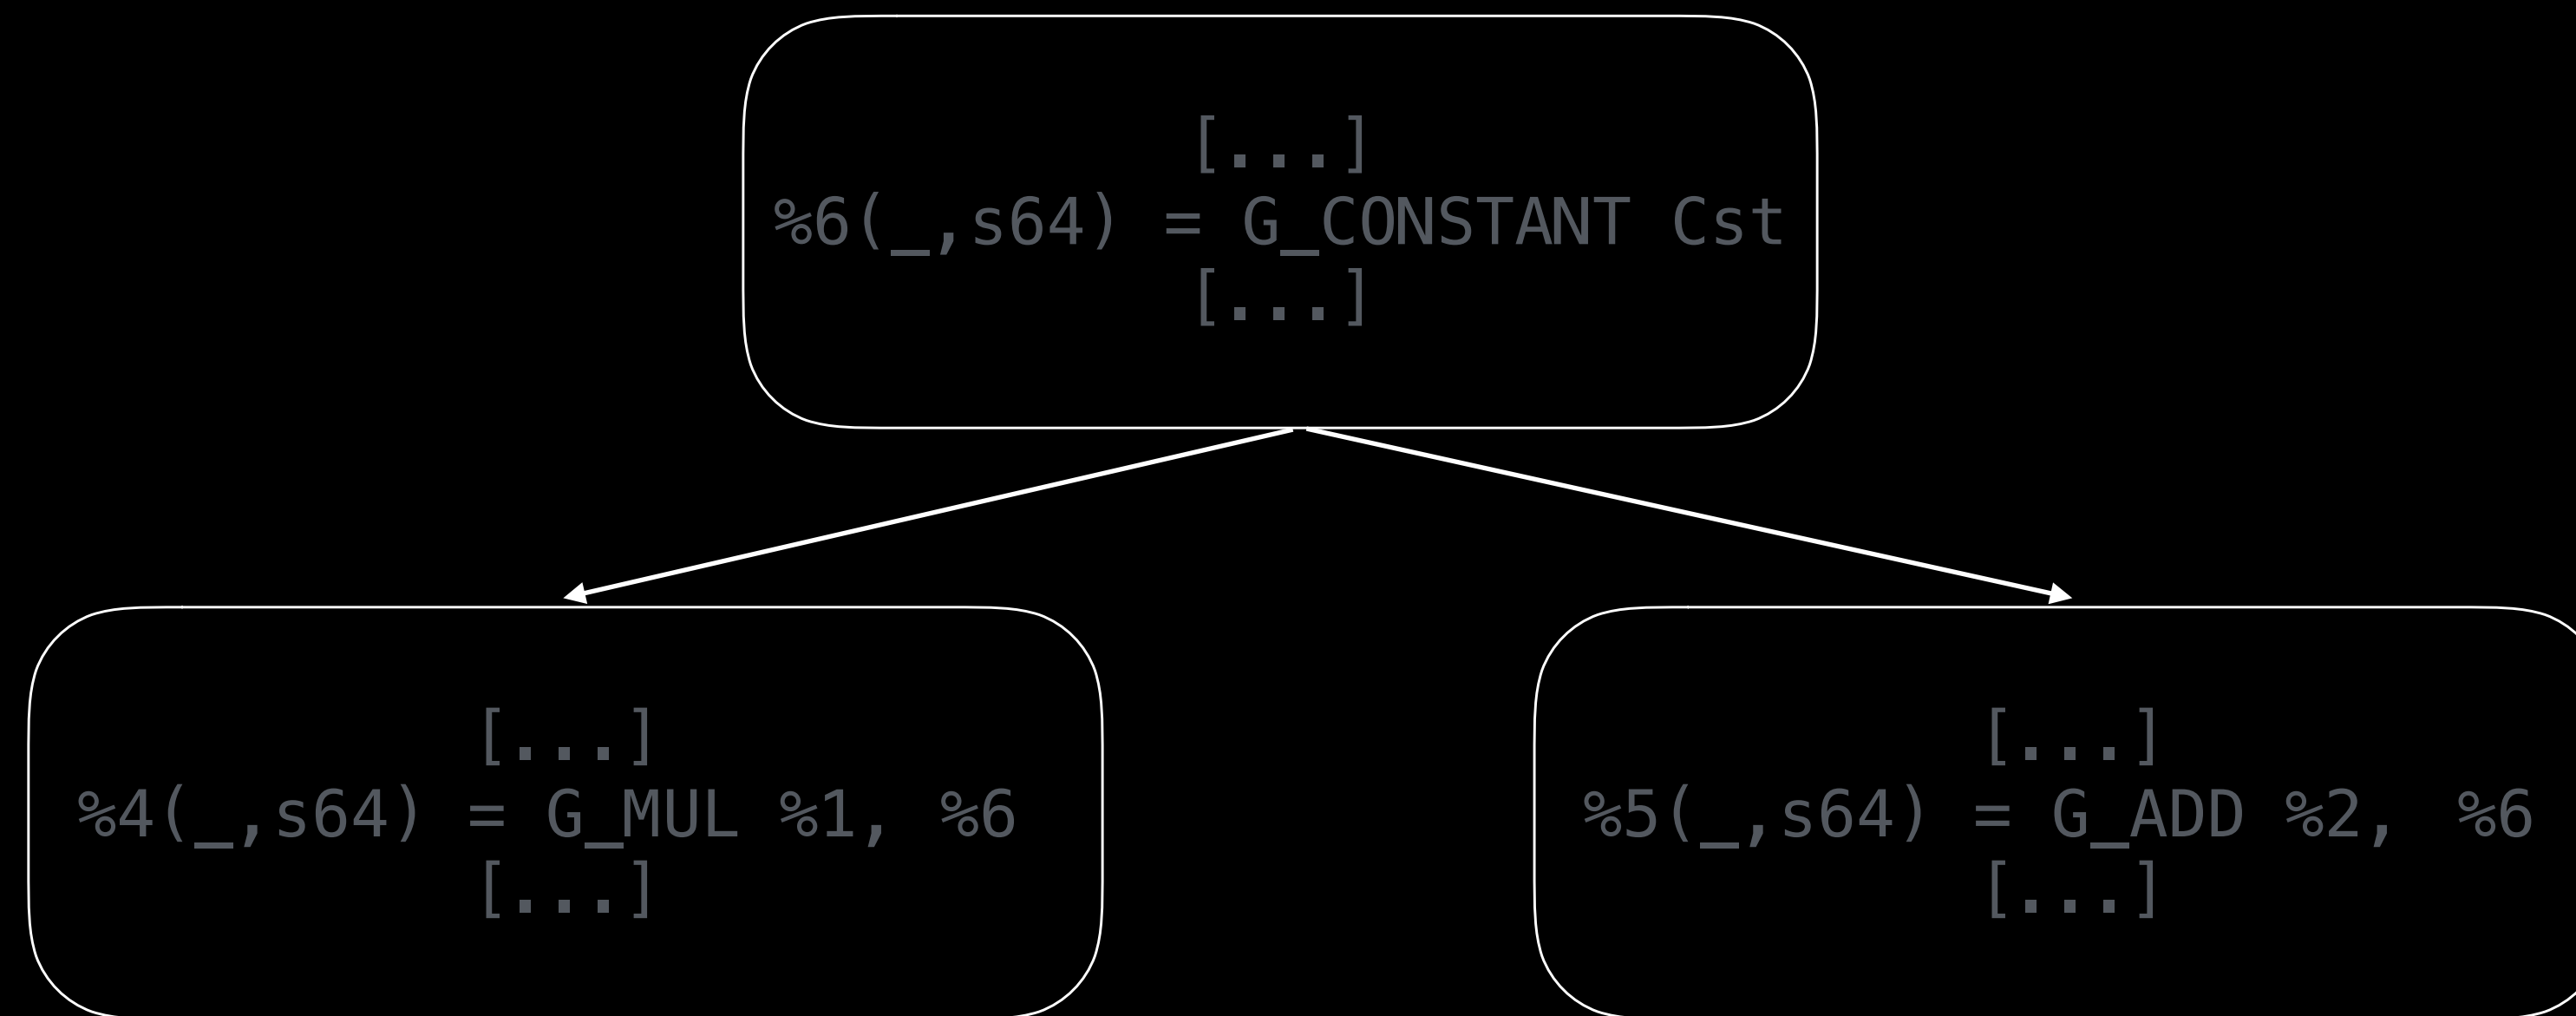 [...]
%6(_,s64) = G_CONSTANT Cst
[...]
[...]
%4(_,s64) = G_MUL %1, %6
[...]
[...]
%5(_,s64) = G_ADD %2, %6
[...]